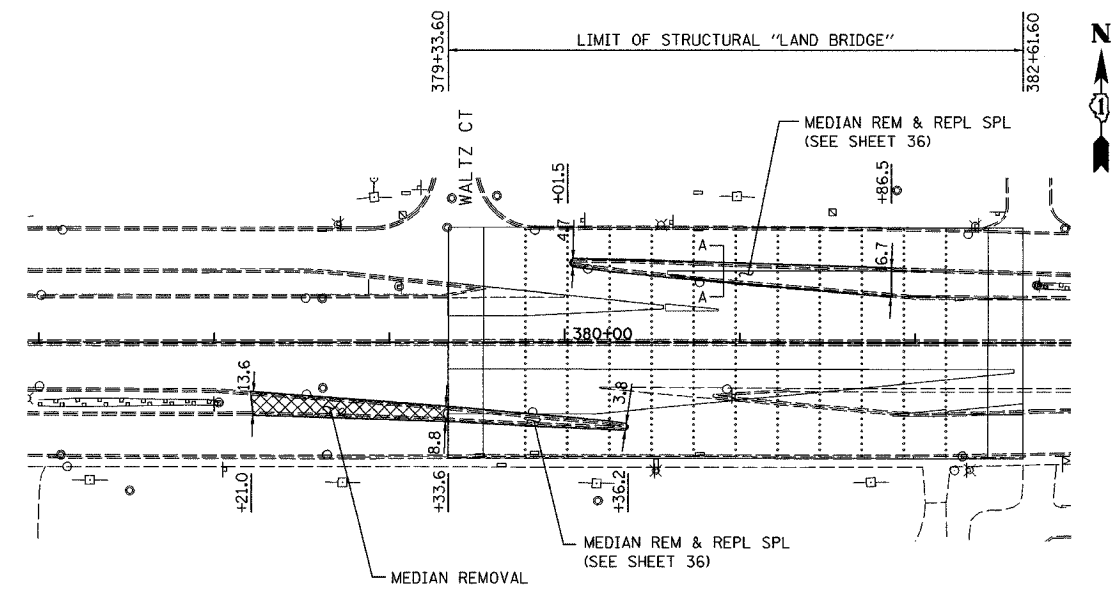 LIMIT OF STRUCTURAL "LAND BRIDGE"
379+33.60
382+61.60
N
1
WALTZ CT
MEDIAN REM & REPL SPL
(SEE SHEET 36)
+01.5
+86.5
4.7
A
6.7
A
380+00
13.6
3.8
8.8
+21.0
+33.6
+36.2
MEDIAN REM & REPL SPL
(SEE SHEET 36)
MEDIAN REMOVAL